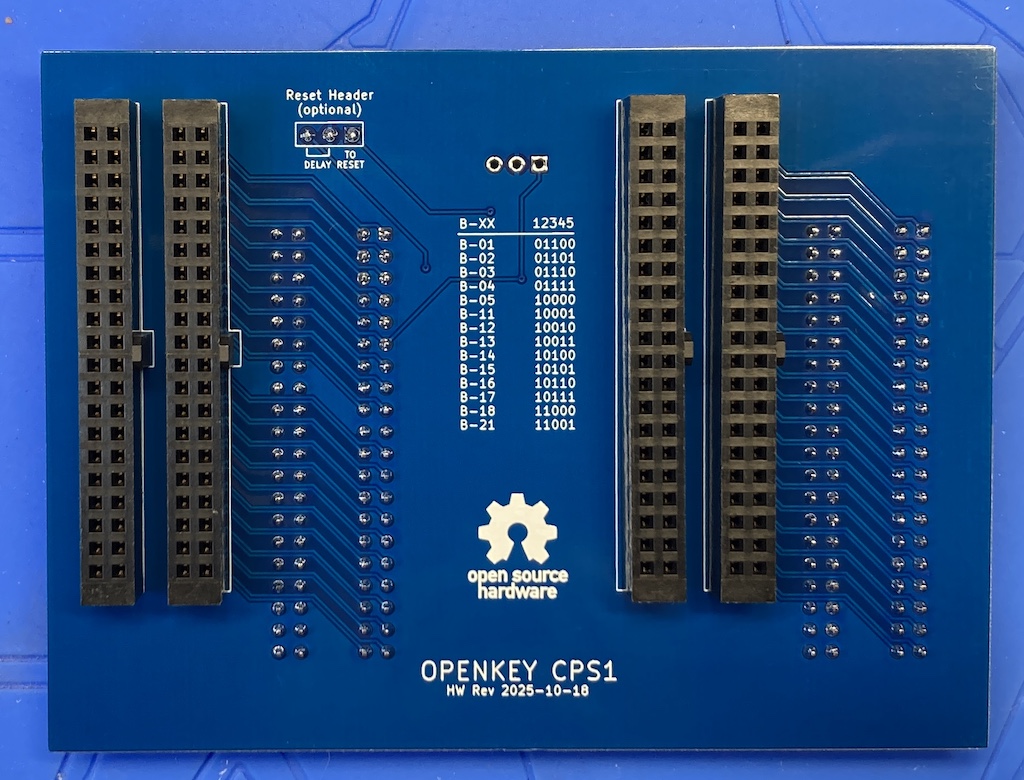 Reset Header
(optional)
DELAY TO RESET
B-XX 12345
B-01 01100
B-02 01101
B-03 01110
B-04 01111
B-05 10000
B-11 10001
B-12 10010
B-13 10011
B-14 10100
B-15 10101
B-16 10110
B-17 10111
B-18 11000
B-21 11001
open source
hardware
OPENKEY CPS1
HW Rev 2025-10-18